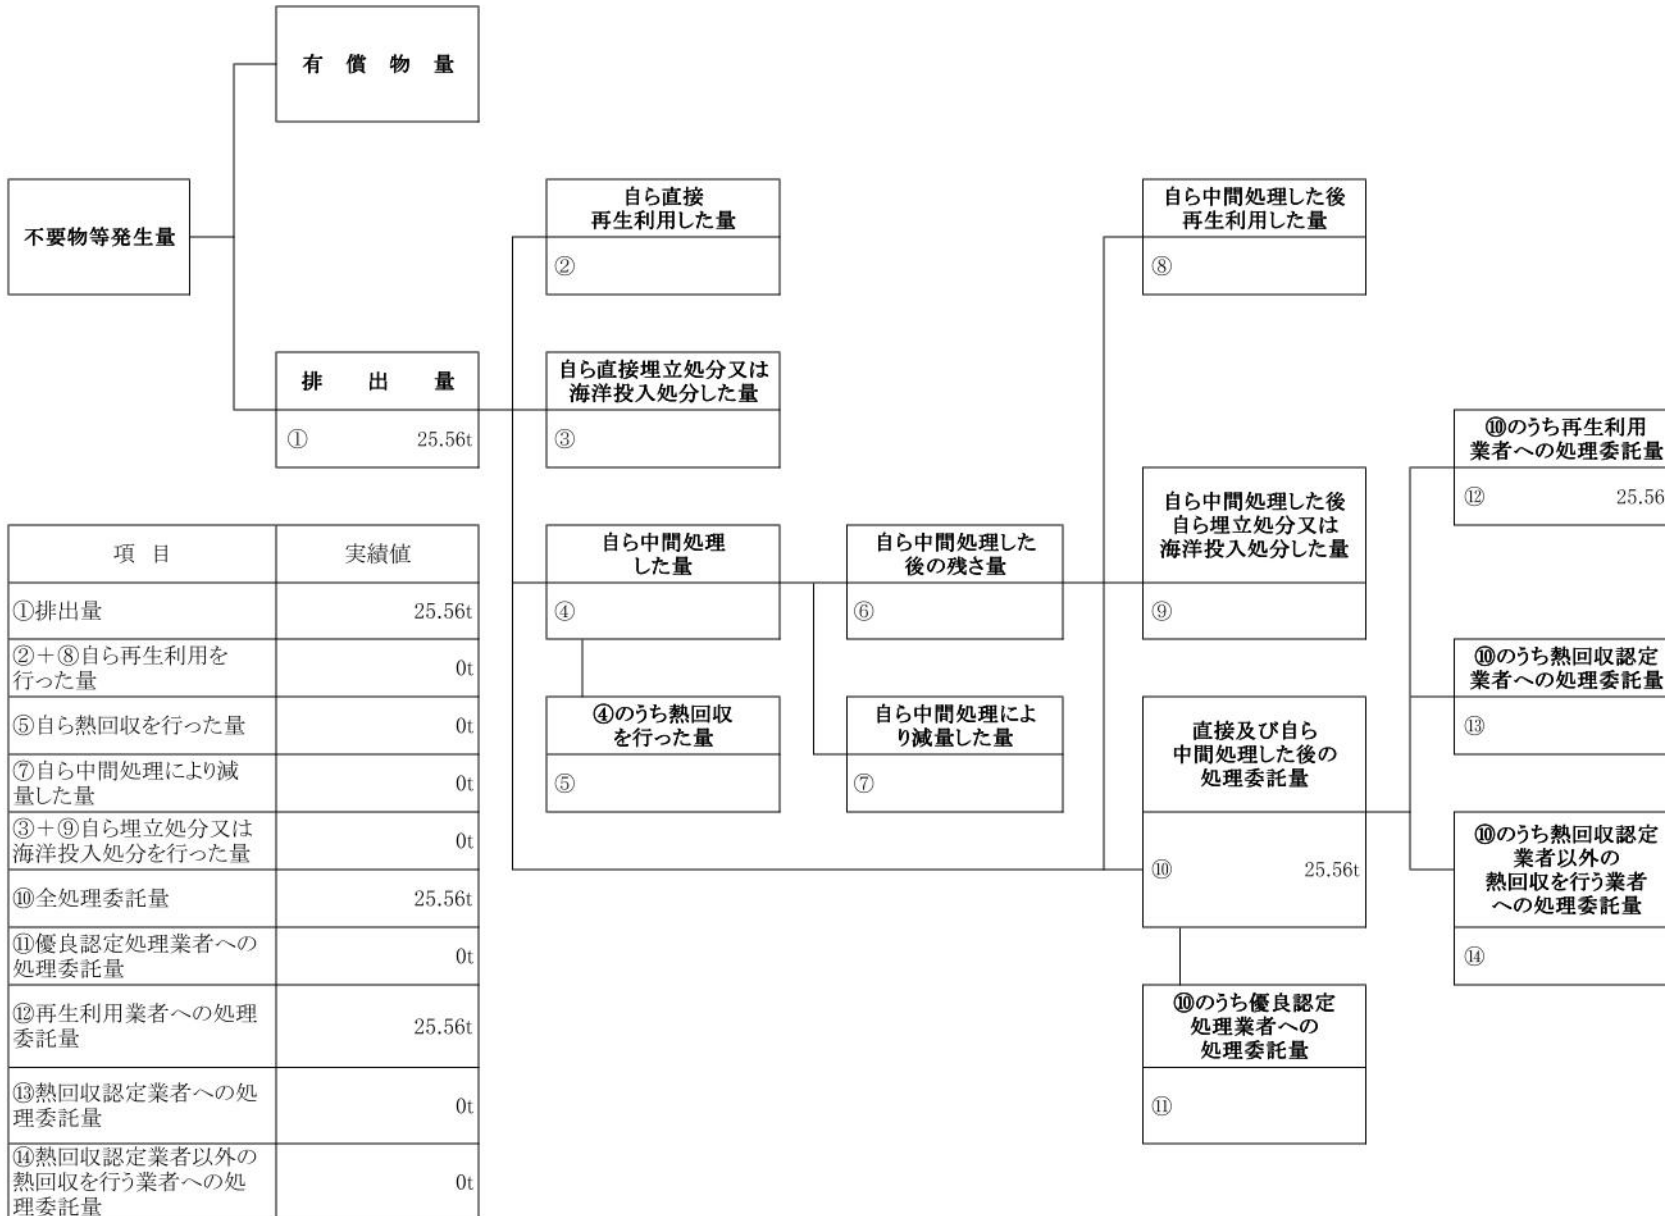 有 償 物 量
不要物等発生量
自ら直接
再生利用した量
②
自ら中間処理した後
再生利用した量
⑧
排 出 量
① 25.56t
自ら直接埋立処分又は
海洋投入処分した量
③
⑩のうち再生利用
業者への処理委託量
⑫ 25.56
自ら中間処理
した量
④
自ら中間処理した
後の残さ量
⑥
自ら中間処理した後
自ら埋立処分又は
海洋投入処分した量
⑨
⑩のうち熱回収認定
業者への処理委託量
⑬
④のうち熱回収
を行った量
⑤
自ら中間処理によ
り減量した量
⑦
直接及び自ら
中間処理した後の
処理委託量
⑩ 25.56t
⑩のうち熱回収認定
業者以外の
熱回収を行う業者
への処理委託量
⑭
⑩のうち優良認定
処理業者への
処理委託量
⑪
項 目 実績値
①排出量 25.56t
②+⑧自ら再生利用を
行った量 0t
⑤自ら熱回収を行った量 0t
⑦自ら中間処理により減
量した量 0t
③+⑨自ら埋立処分又は
海洋投入処分を行った量 0t
⑩全処理委託量 25.56t
⑪優良認定処理業者への
処理委託量 0t
⑫再生利用業者への処理
委託量 25.56t
⑬熱回収認定業者への処
理委託量 0t
⑭熱回収認定業者以外の
熱回収を行う業者への処
理委託量 0t